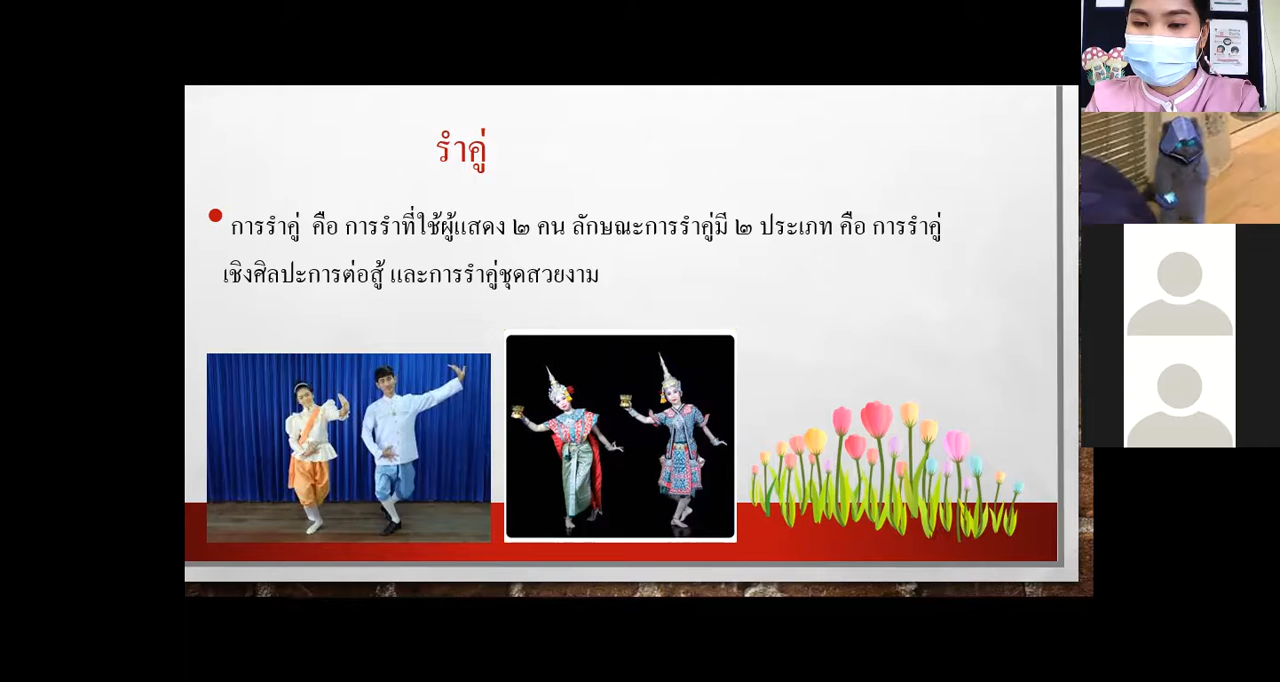 รำคู่
การรำคู่ คือ การรำที่ใช้ผู้แสดง ๒ คน ลักษณะการรำคู่มี ๒ ประเภท คือ การรำคู่
เชิงศิลปะการต่อสู้ และการรำคู่ชุดสวยงาม